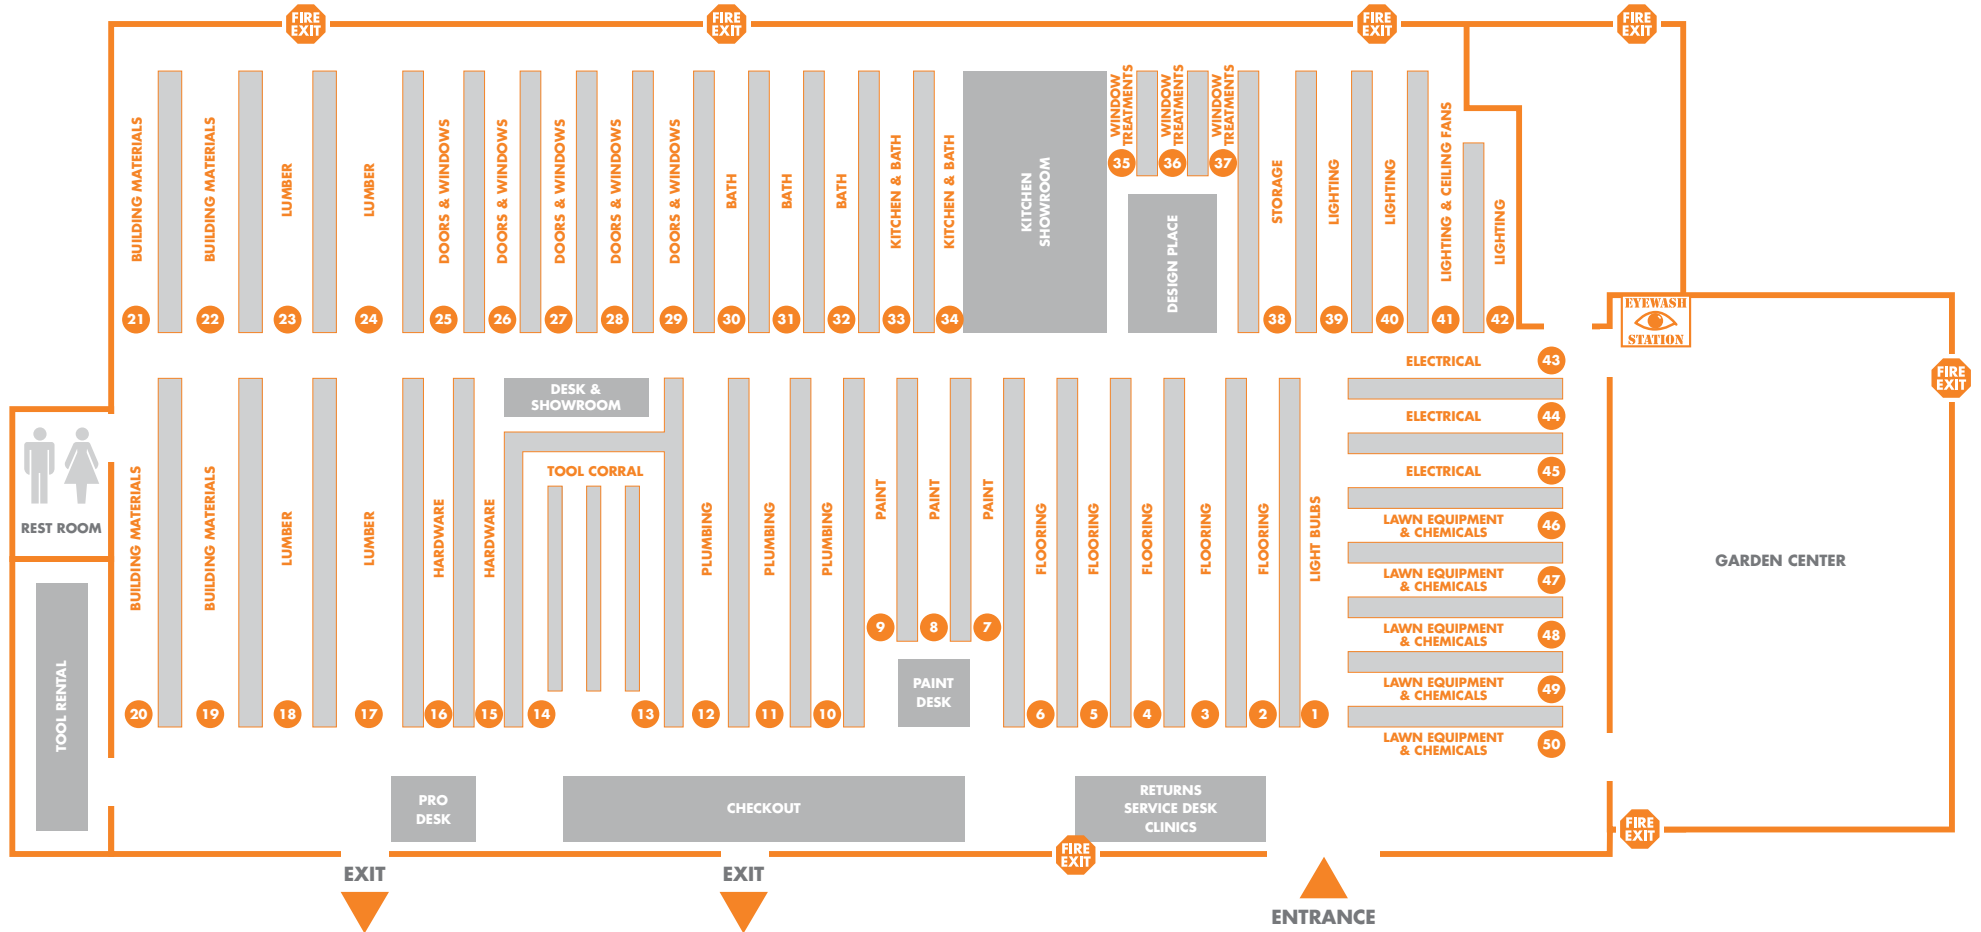 FIRE
EXIT
FIRE
EXIT
FIRE
EXIT
FIRE
EXIT
BUILDING MATERIALS
21
BUILDING MATERIALS
22
LUMBER
23
LUMBER
24
DOORS & WINDOWS
25
DOORS & WINDOWS
26
DOORS & WINDOWS
27
DOORS & WINDOWS
28
DOORS & WINDOWS
29
BATH
30
BATH
31
BATH
32
KITCHEN & BATH
33
KITCHEN & BATH
34
KITCHEN
SHOWROOM
WINDOW
TREATMENTS
35
WINDOW
TREATMENTS
36
WINDOW
TREATMENTS
37
DESIGN PLACE
STORAGE
38
LIGHTING
39
LIGHTING
40
LIGHTING & CEILING FANS
41
LIGHTING
42
EYEWASH
STATION
FIRE
EXIT
REST ROOM
TOOL RENTAL
BUILDING MATERIALS
20
BUILDING MATERIALS
19
LUMBER
18
LUMBER
17
HARDWARE
16
HARDWARE
15
DESK &
SHOWROOM
TOOL CORRAL
14
13
PLUMBING
12
PLUMBING
11
PLUMBING
10
PAINT
9
PAINT
8
PAINT
7
PAINT
DESK
FLOORING
6
FLOORING
5
FLOORING
4
FLOORING
3
FLOORING
2
LIGHT BULBS
1
ELECTRICAL
43
ELECTRICAL
44
ELECTRICAL
45
LAWN EQUIPMENT
& CHEMICALS
46
LAWN EQUIPMENT
& CHEMICALS
47
LAWN EQUIPMENT
& CHEMICALS
48
LAWN EQUIPMENT
& CHEMICALS
49
LAWN EQUIPMENT
& CHEMICALS
50
GARDEN CENTER
PRO
DESK
CHECKOUT
RETURNS
SERVICE DESK
CLINICS
FIRE
EXIT
FIRE
EXIT
EXIT
EXIT
ENTRANCE